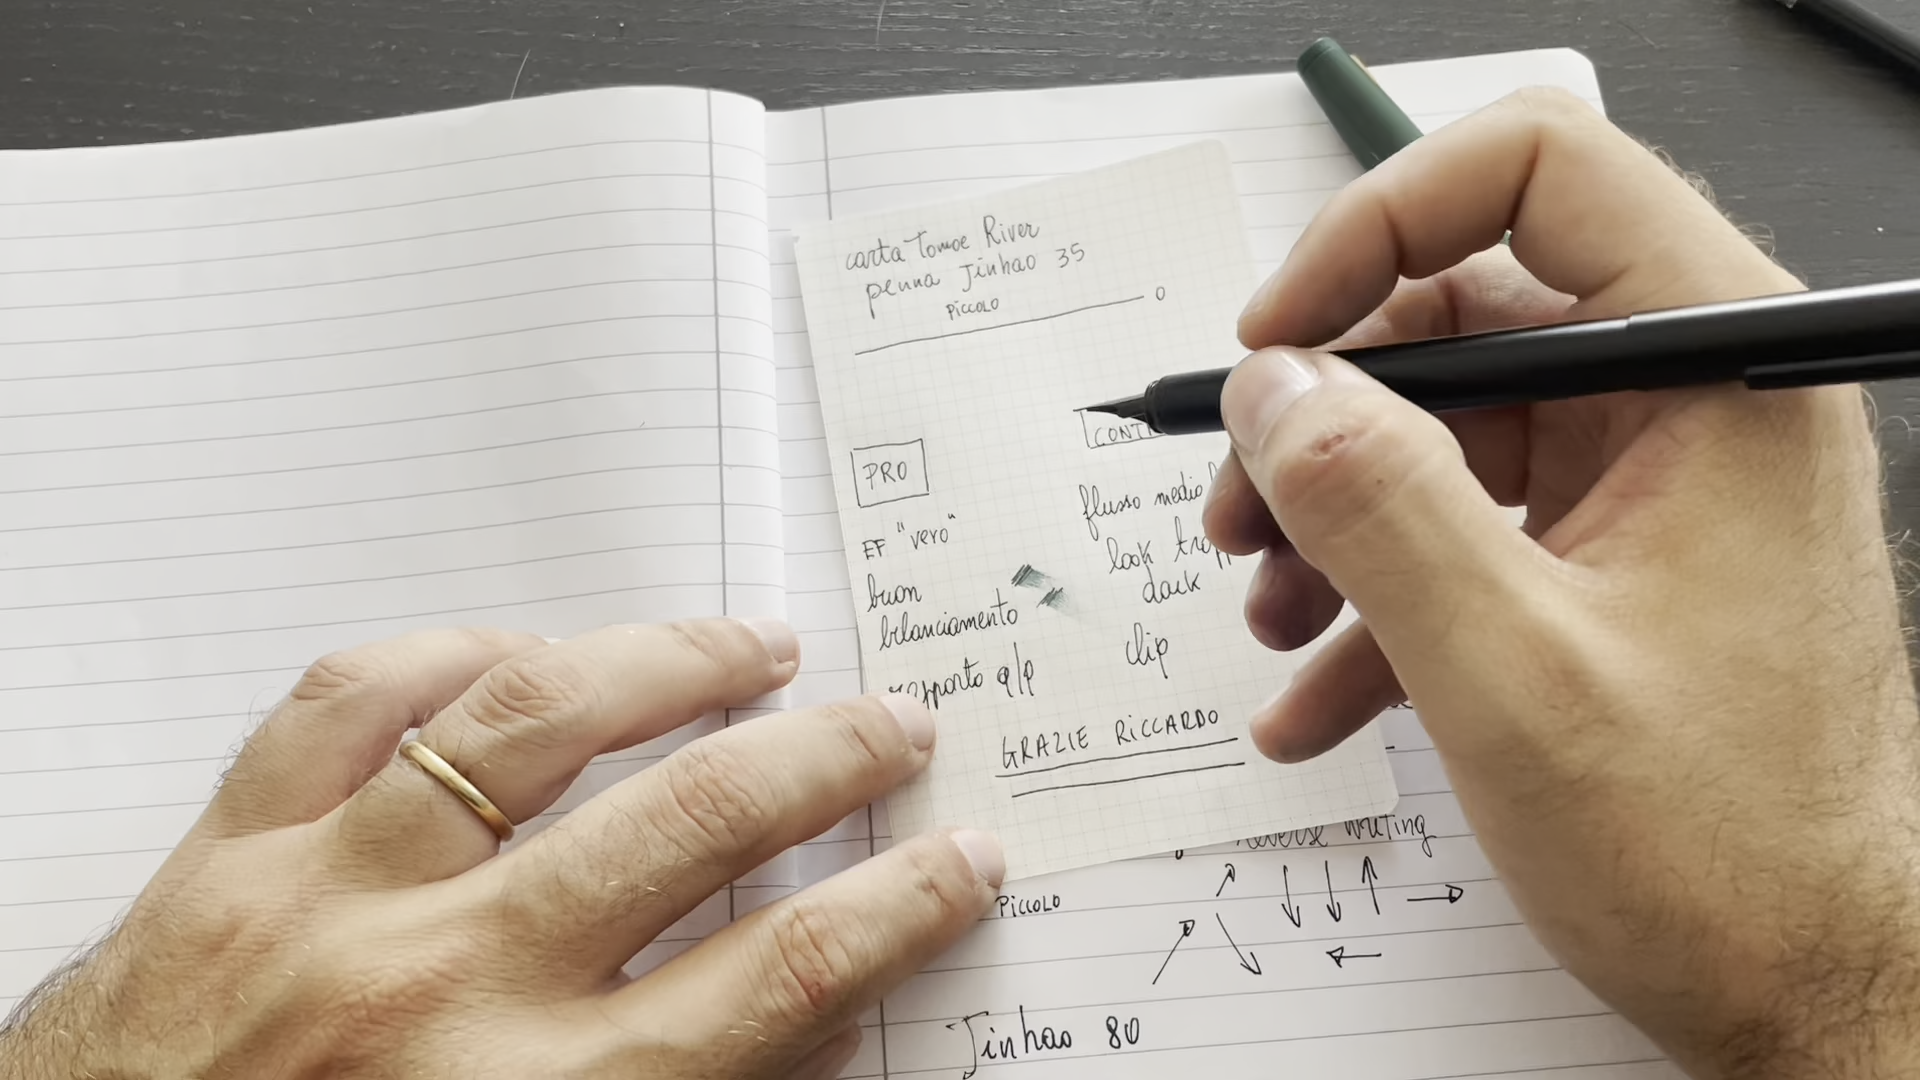 carta Tomoe River
penna Jinhao 35
PiCCOLO
PRO
EF "vero"
buon
bilanciamento
rapporto q/p
flusso medio
look
dark
clip
GRAZIE RiCCARDO
reverse writing
PiCCOLO
Jinhao 80